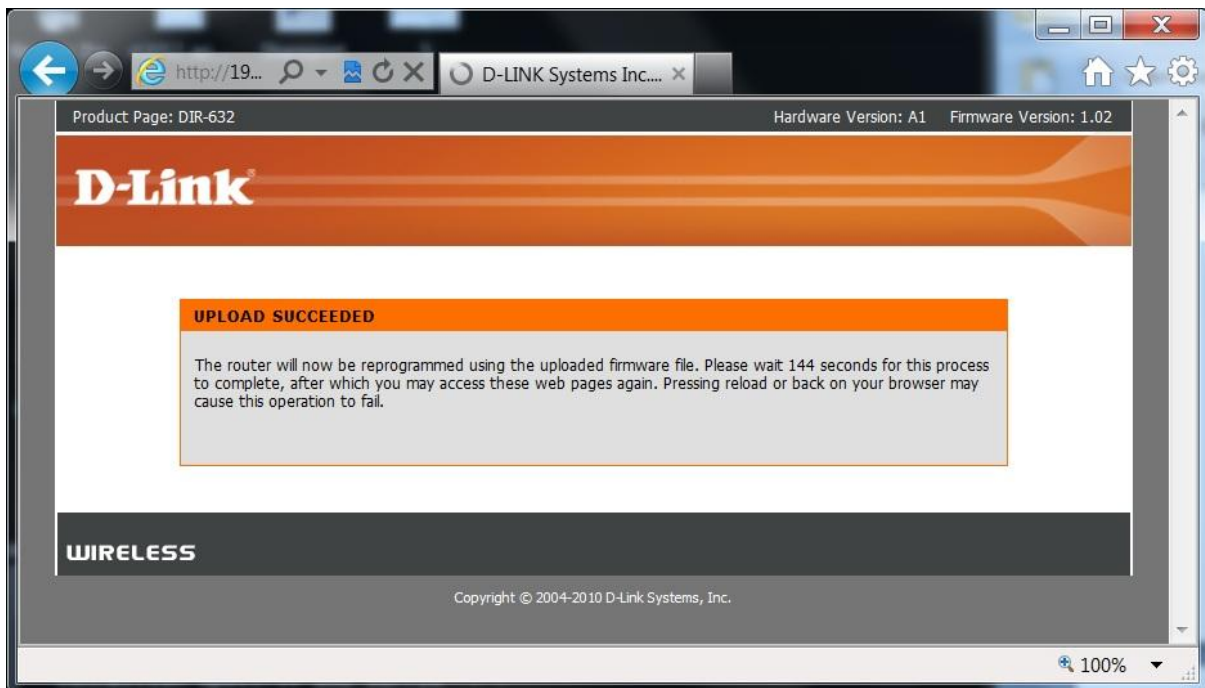 http://19...
D-LINK Systems Inc....
Product Page: DIR-632 Hardware Version: A1 Firmware Version: 1.02
D-Link®
UPLOAD SUCCEEDED
The router will now be reprogrammed using the uploaded firmware file. Please wait 144 seconds for this process
to complete, after which you may access these web pages again. Pressing reload or back on your browser may
cause this operation to fail.
WIRELESS
Copyright © 2004-2010 D-Link Systems, Inc.
100%